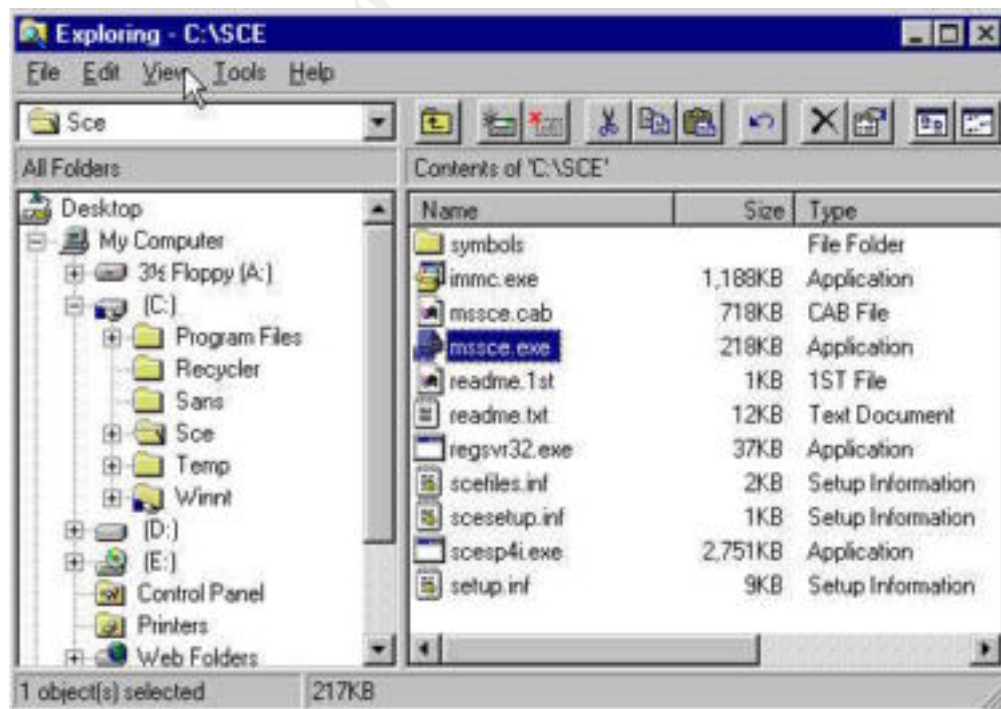 Exploring - C:\SCE
File Edit View Tools Help
Sce
All Folders
Contents of 'C:\SCE'
Desktop
My Computer
3½ Floppy (A:)
(C:)
Program Files
Recycler
Sans
Sce
Temp
Winnt
(D:)
(E:)
Control Panel
Printers
Web Folders
Name Size Type
symbols File Folder
immc.exe 1,188KB Application
mssce.cab 718KB CAB File
mssce.exe 218KB Application
readme.1st 1KB 1ST File
readme.txt 12KB Text Document
regsvr32.exe 37KB Application
scefiles.inf 2KB Setup Information
scesetup.inf 1KB Setup Information
scesp4i.exe 2,751KB Application
setup.inf 9KB Setup Information
1 object(s) selected 217KB